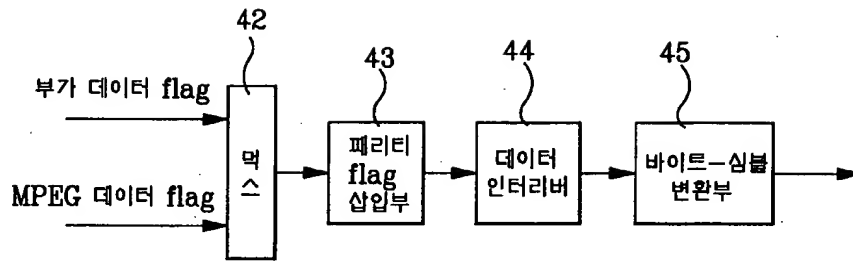 42
43
44
45
부가 데이터 flag
MPEG 데이터 flag
먹스
패리티
flag
삽입부
데이터
인터리버
바이트-심볼
변환부